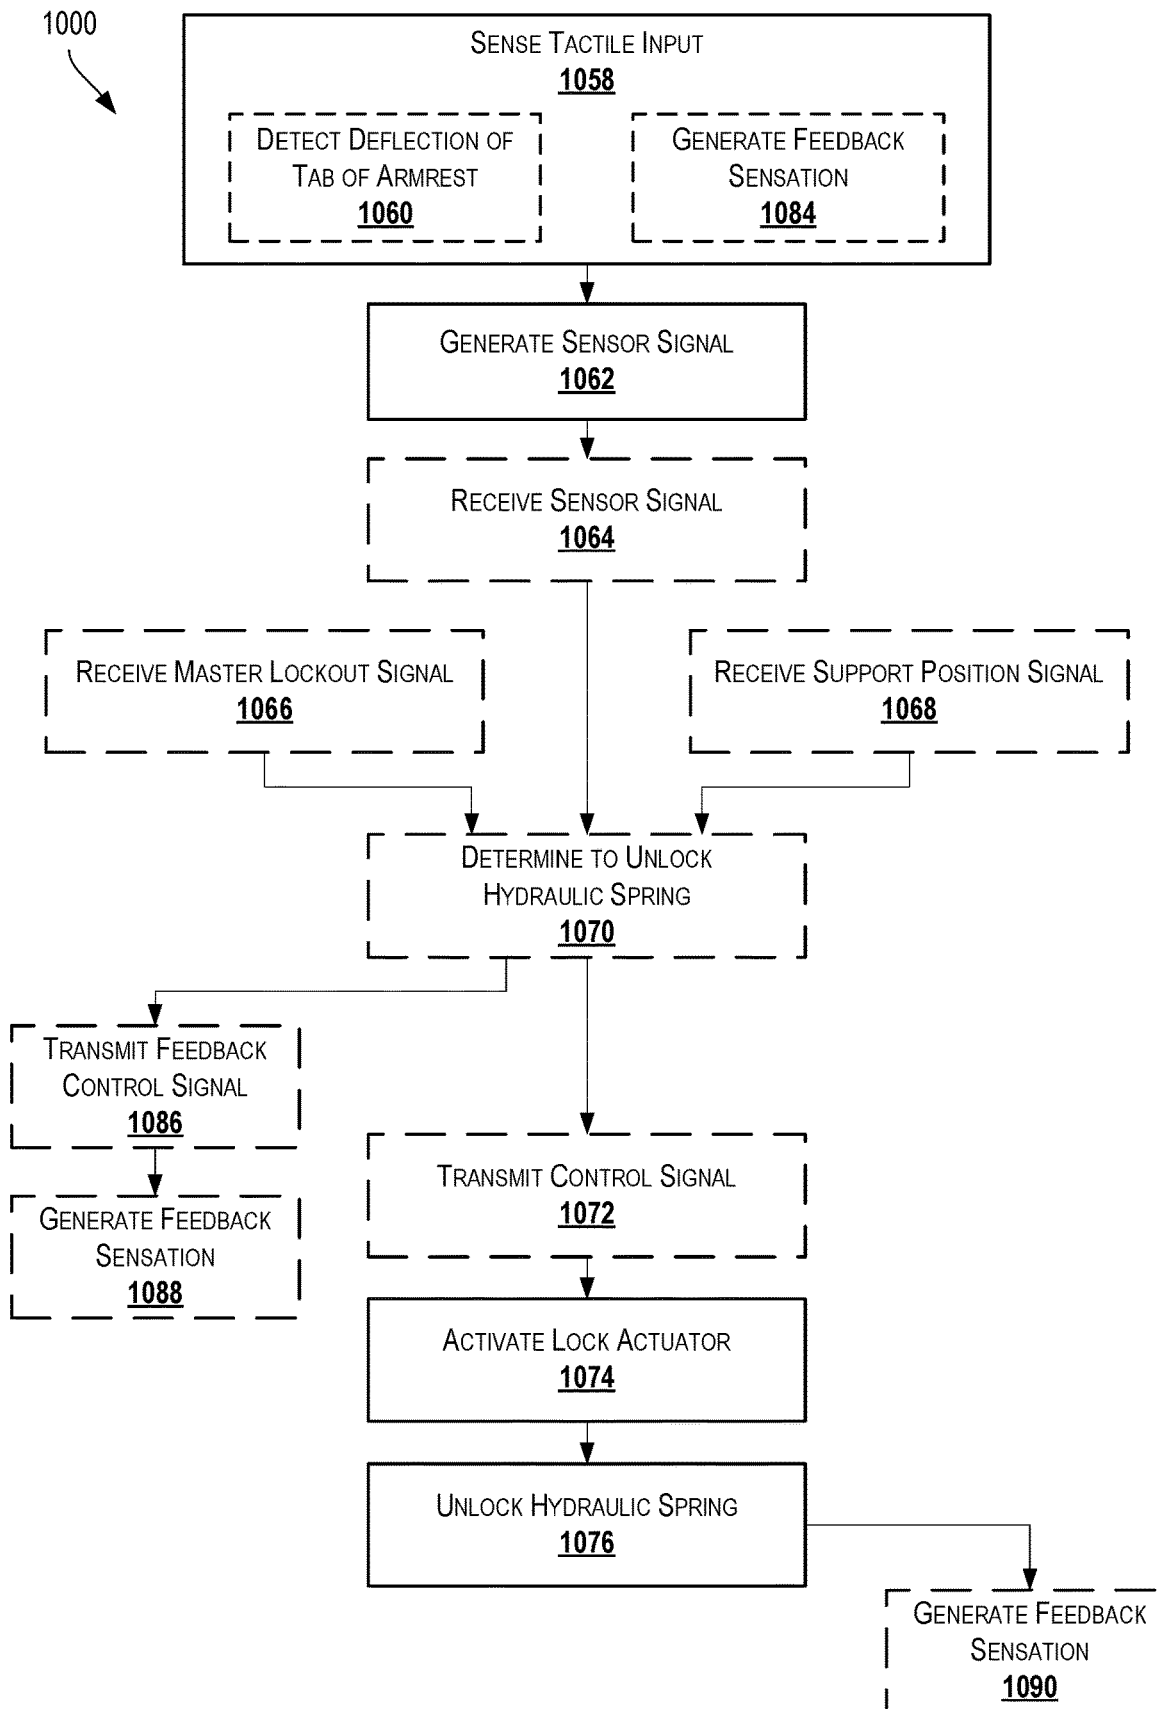 1000
SENSE TACTILE INPUT
1058
DETECT DEFLECTION OF
TAB OF ARMREST
1060
GENERATE FEEDBACK
SENSATION
1084
GENERATE SENSOR SIGNAL
1062
RECEIVE SENSOR SIGNAL
1064
RECEIVE MASTER LOCKOUT SIGNAL
1066
RECEIVE SUPPORT POSITION SIGNAL
1068
DETERMINE TO UNLOCK
HYDRAULIC SPRING
1070
TRANSMIT FEEDBACK
CONTROL SIGNAL
1086
GENERATE FEEDBACK
SENSATION
1088
TRANSMIT CONTROL SIGNAL
1072
ACTIVATE LOCK ACTUATOR
1074
UNLOCK HYDRAULIC SPRING
1076
GENERATE FEEDBACK
SENSATION
1090